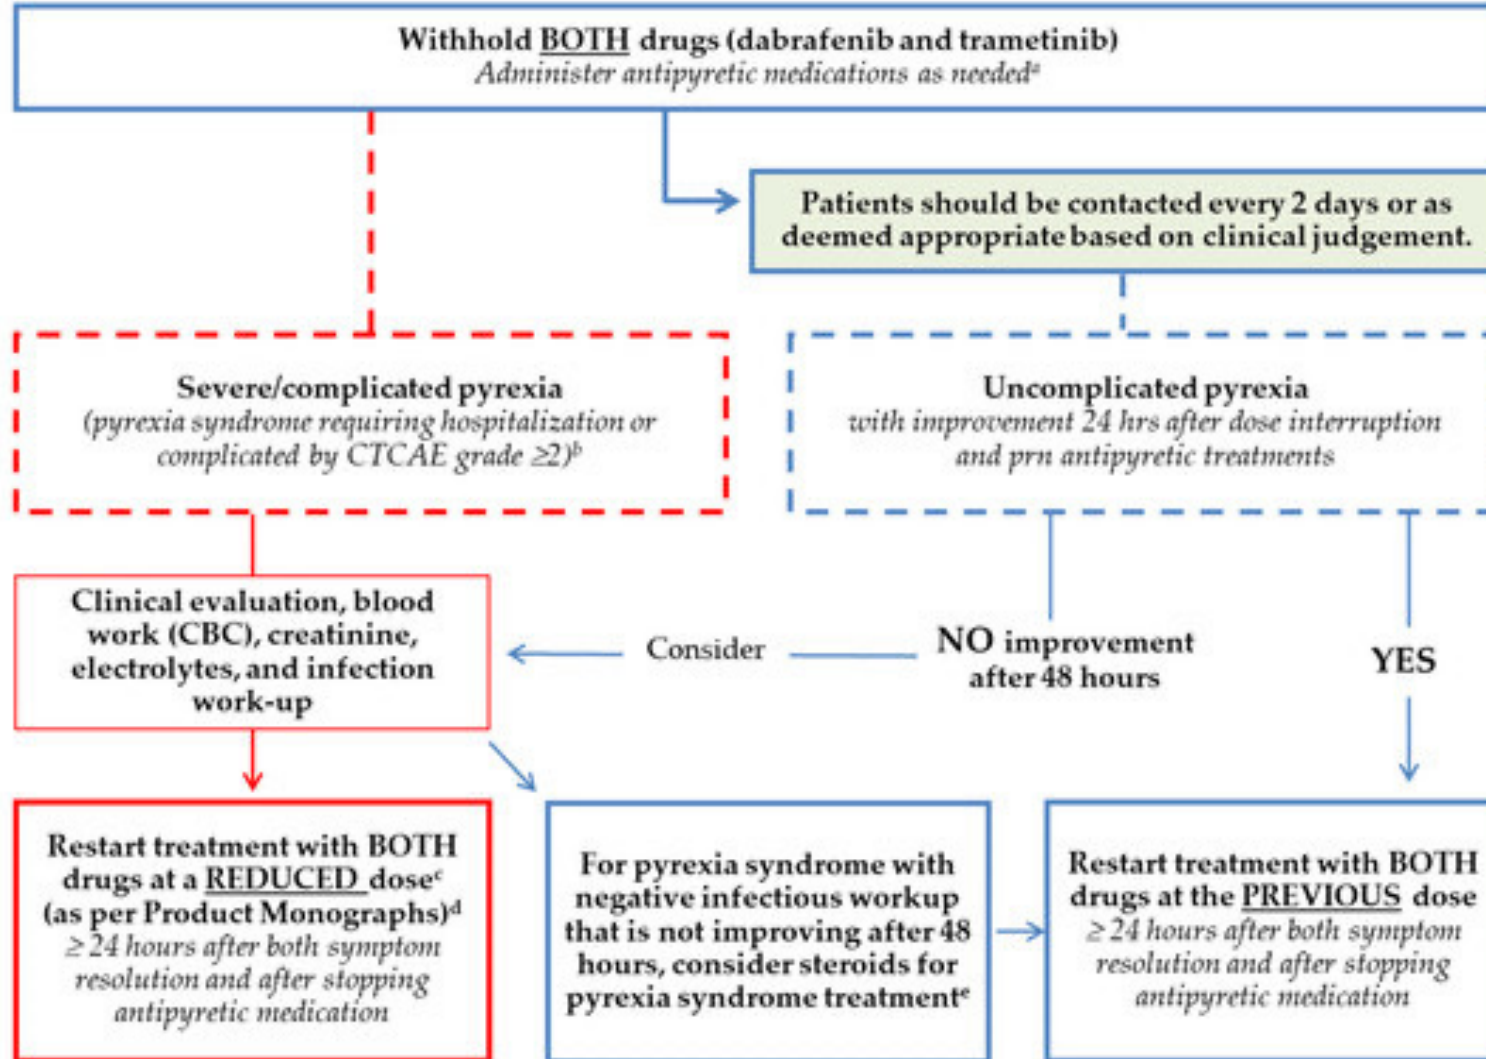 Withhold BOTH drugs (dabrafenib and trametinib)
Administer antipyretic medications as neededᵃ
Patients should be contacted every 2 days or as
deemed appropriate based on clinical judgement.
Severe/complicated pyrexia
(pyrexia syndrome requiring hospitalization or
complicated by CTCAE grade ≥2)ᵇ
Uncomplicated pyrexia
with improvement 24 hrs after dose interruption
and prn antipyretic treatments
Clinical evaluation, blood
work (CBC), creatinine,
electrolytes, and infection
work-up
Consider
NO improvement
after 48 hours
YES
Restart treatment with BOTH
drugs at a REDUCED doseᶜ
(as per Product Monographs)ᵈ
≥ 24 hours after both symptom
resolution and after stopping
antipyretic medication
For pyrexia syndrome with
negative infectious workup
that is not improving after 48
hours, consider steroids for
pyrexia syndrome treatmentᵉ
Restart treatment with BOTH
drugs at the PREVIOUS dose
≥ 24 hours after both symptom
resolution and after stopping
antipyretic medication